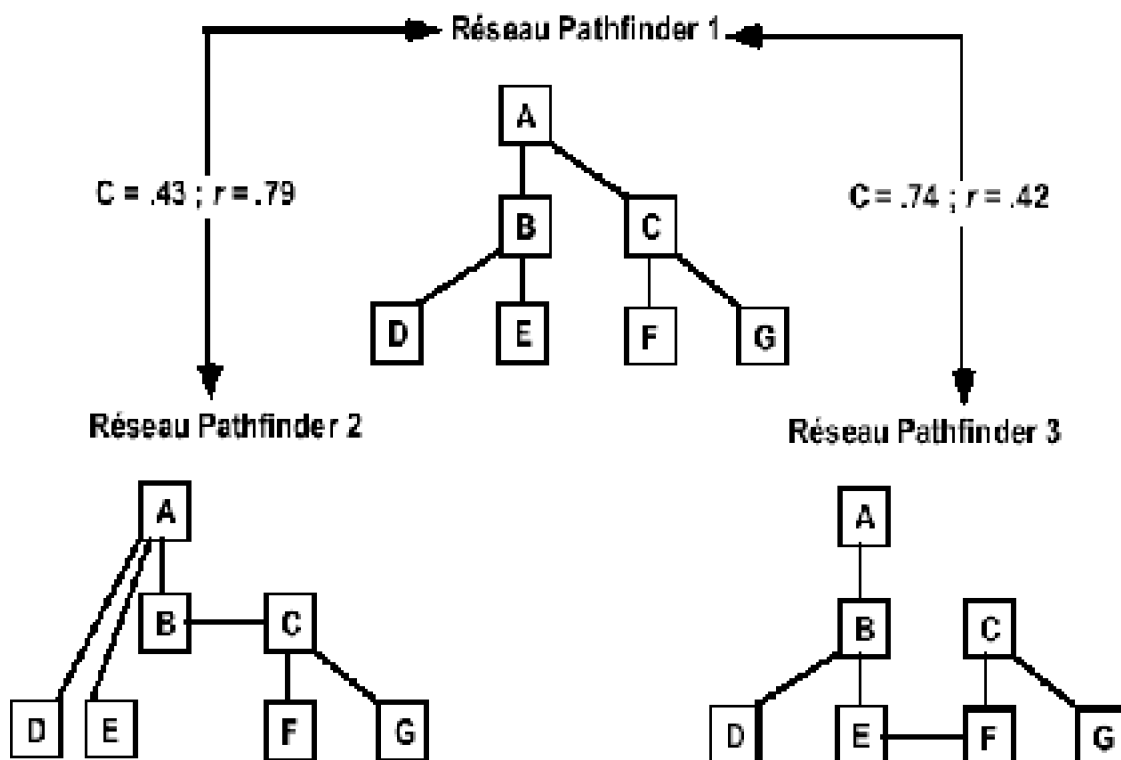 Réseau Pathfinder 1
A
C = .43 ; r = .79
C = .74 ; r = .42
B
C
D
E
F
G
Réseau Pathfinder 2
Réseau Pathfinder 3
A
B
C
D
E
F
G
A
B
C
D
E
F
G